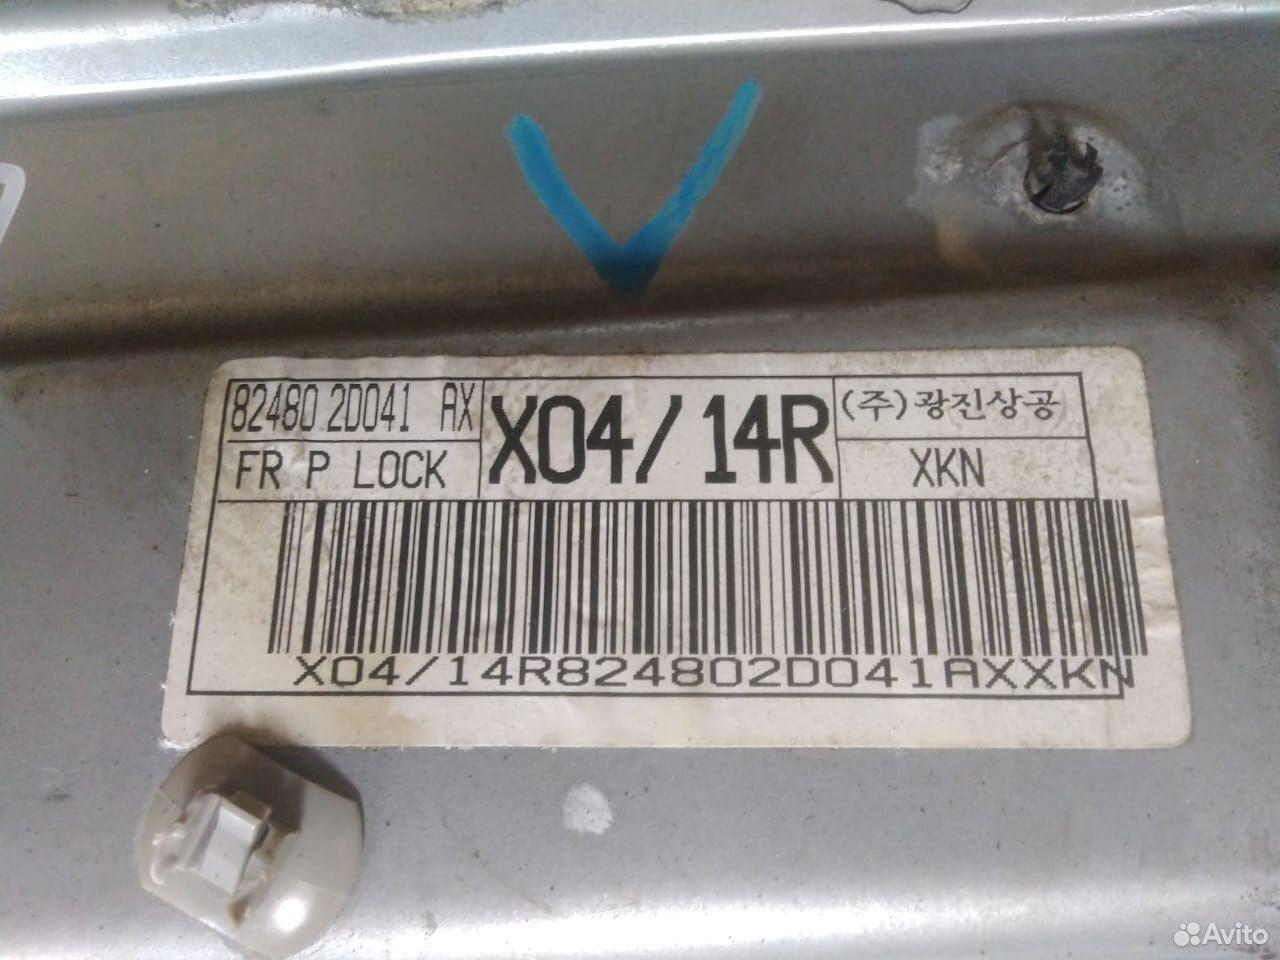 82480 2D041 AX
FR P LOCK
X04/14R
(주)광진상공
XKN
X04/14R824802D041AXXKN
Avito